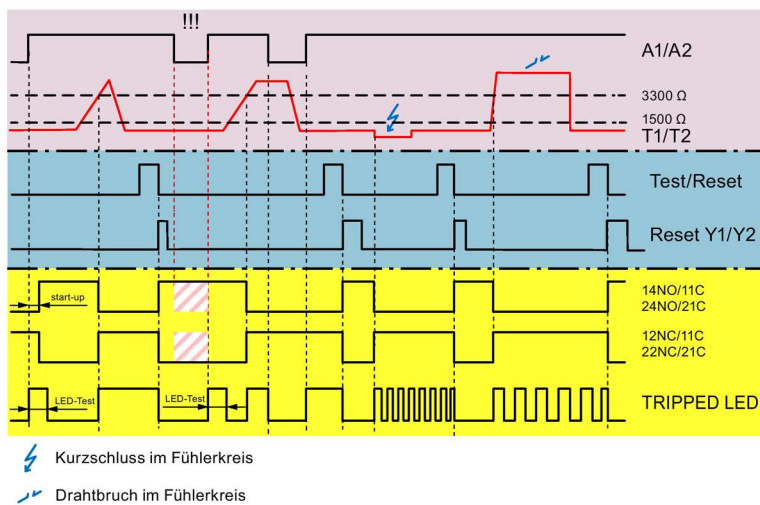 !!!
A1/A2
3300 Ω
1500 Ω
T1/T2
Test/Reset
Reset Y1/Y2
start-up
14NO/11C
24NO/21C
12NC/11C
22NC/21C
LED-Test
LED-Test
TRIPPED LED
Kurzschluss im Fühlerkreis
Drahtbruch im Fühlerkreis